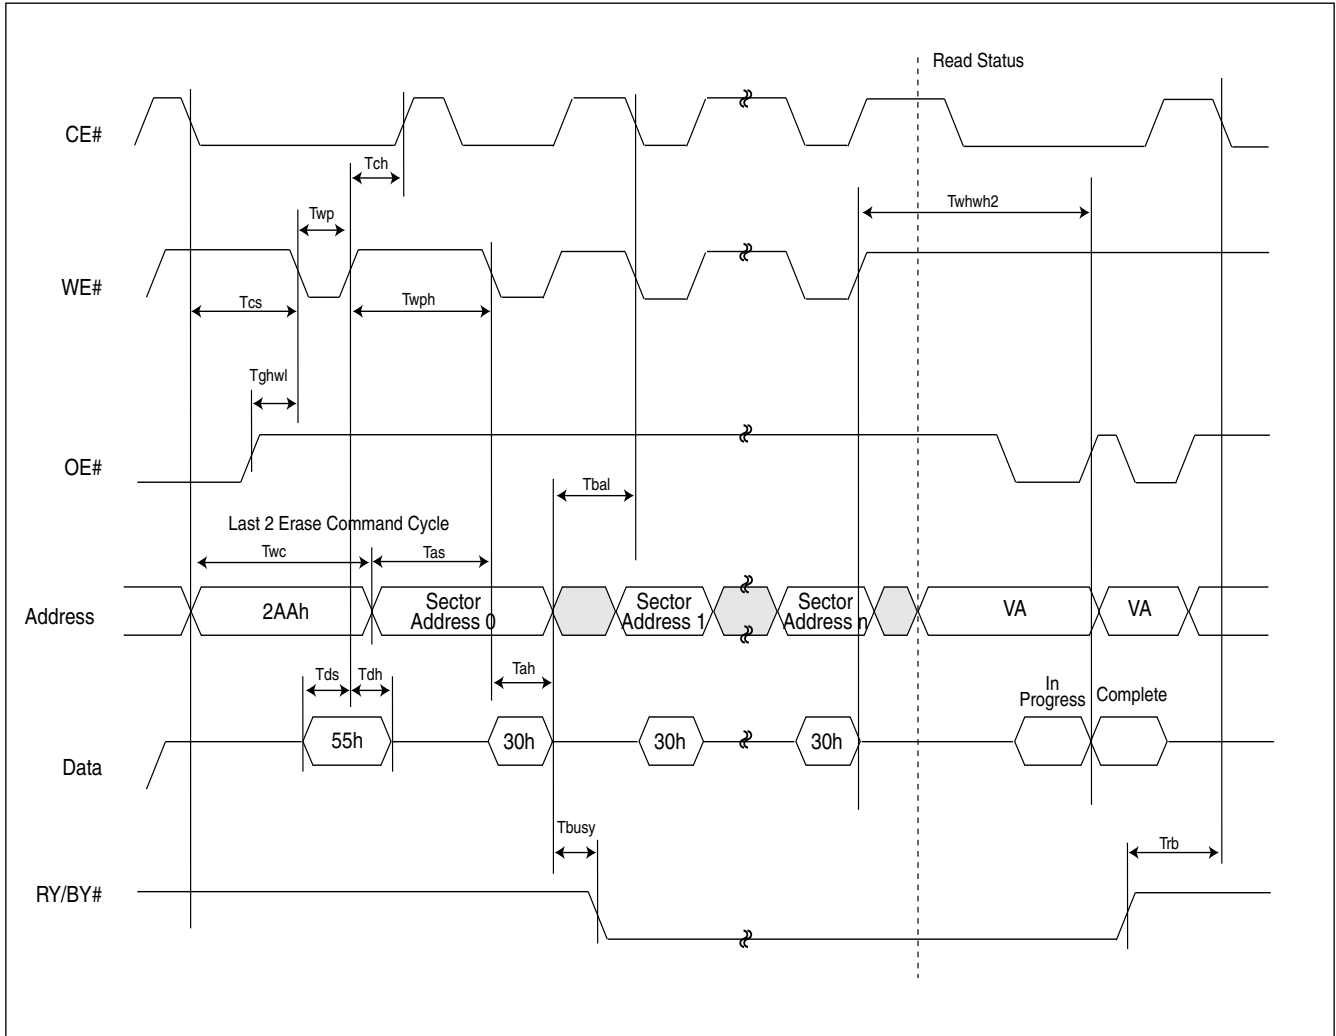 Read Status
CE#
Tch
Twp
Twhwh2
WE#
Tcs
Twph
Tghwl
OE#
Tbal
Last 2 Erase Command Cycle
Twc
Tas
Address
2AAh
Sector
Address 0
Sector
Address 1
Sector
Address n
VA
VA
Tds
Tdh
Tah
In
Progress
Complete
Data
55h
30h
30h
30h
Tbusy
Trb
RY/BY#